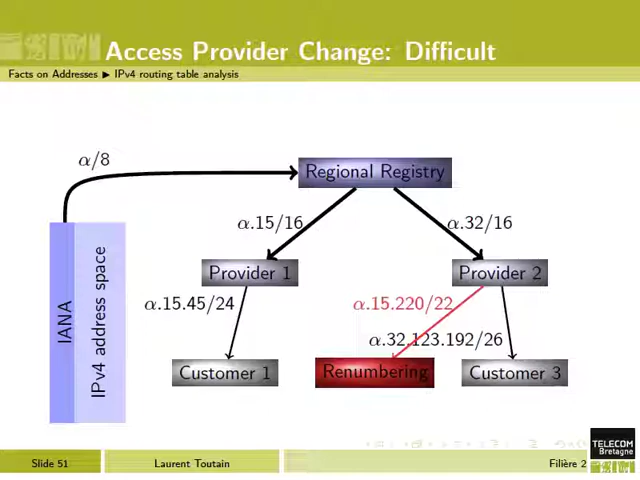 Access Provider Change: Difficult
Facts on Addresses ▶ IPv4 routing table analysis
α/8
Regional Registry
α.15/16
α.32/16
Provider 1
Provider 2
IANA
IPv4 address space
α.15.45/24
α.15.220/22
α.32.123.192/26
Customer 1
Renumbering
Customer 3
TELECOM
Bretagne
Slide 51
Laurent Toutain
Filière 2